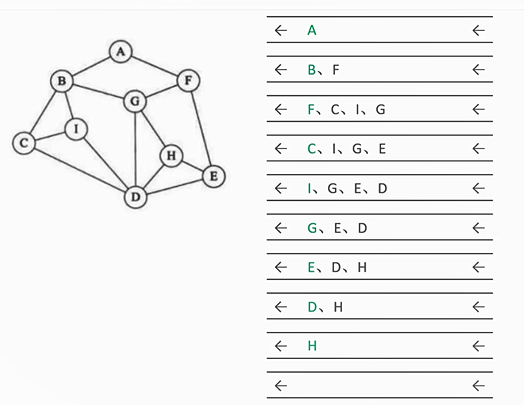 A
B
F
G
I
C
H
E
D
← A ←
← B、F ←
← F、C、I、G ←
← C、I、G、E ←
← I、G、E、D ←
← G、E、D ←
← E、D、H ←
← D、H ←
← H ←
← ←